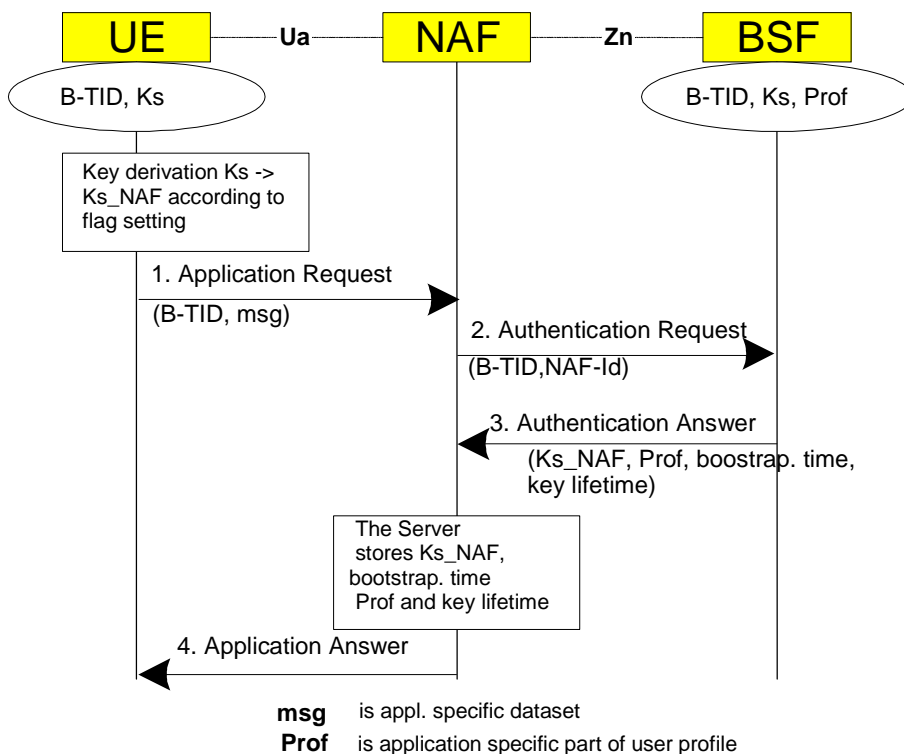 UE Ua NAF Zn BSF
B-TID, Ks
B-TID, Ks, Prof
Key derivation Ks ->
Ks_NAF according to
flag setting
1. Application Request
(B-TID, msg)
2. Authentication Request
(B-TID,NAF-Id)
3. Authentication Answer
(Ks_NAF, Prof, boostrap. time,
key lifetime)
The Server
stores Ks_NAF,
bootstrap. time
Prof and key lifetime
4. Application Answer
msg is appl. specific dataset
Prof is application specific part of user profile